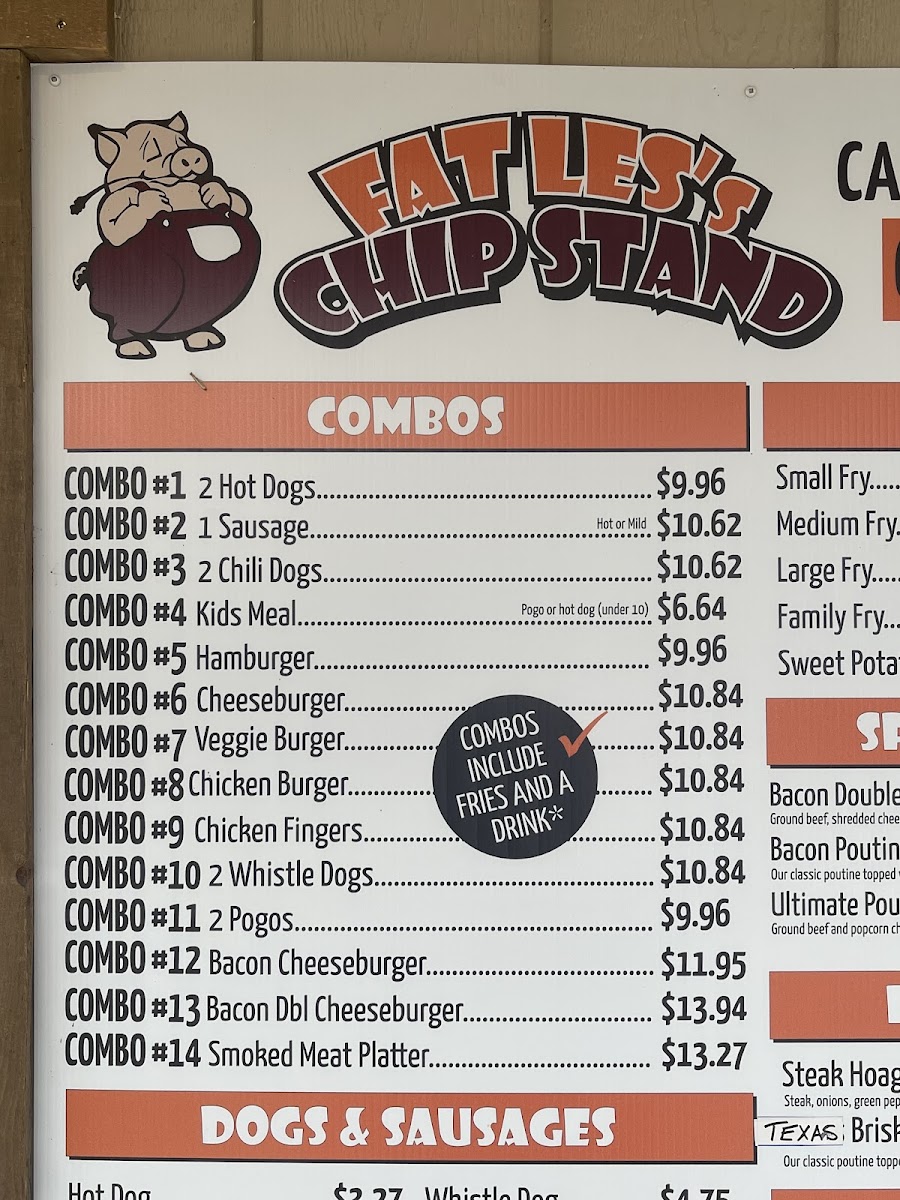 FAT LES's
CHIP STAND
CA
COMBOS
COMBO #1 2 Hot Dogs $9.96
COMBO #2 1 Sausage Hot or Mild $10.62
COMBO #3 2 Chili Dogs $10.62
COMBO #4 Kids Meal Pogo or hot dog (under 10) $6.64
COMBO #5 Hamburger $9.96
COMBO #6 Cheeseburger $10.84
COMBO #7 Veggie Burger $10.84
COMBO #8 Chicken Burger $10.84
COMBO #9 Chicken Fingers $10.84
COMBO #10 2 Whistle Dogs $10.84
COMBO #11 2 Pogos $9.96
COMBO #12 Bacon Cheeseburger $11.95
COMBO #13 Bacon Dbl Cheeseburger $13.94
COMBO #14 Smoked Meat Platter $13.27
COMBOS
INCLUDE
FRIES AND A
DRINK*
DOGS & SAUSAGES
Hot Dog $3.27 Whistle Dog $4.75
Small Fry
Medium Fry
Large Fry
Family Fry
Sweet Pota
SP
Bacon Double
Ground beef, shredded chee
Bacon Poutin
Our classic poutine topped
Ultimate Pou
Ground beef and popcorn ch
Steak Hoag
Steak, onions, green pep
TEXAS Brisk
Our classic poutine topp